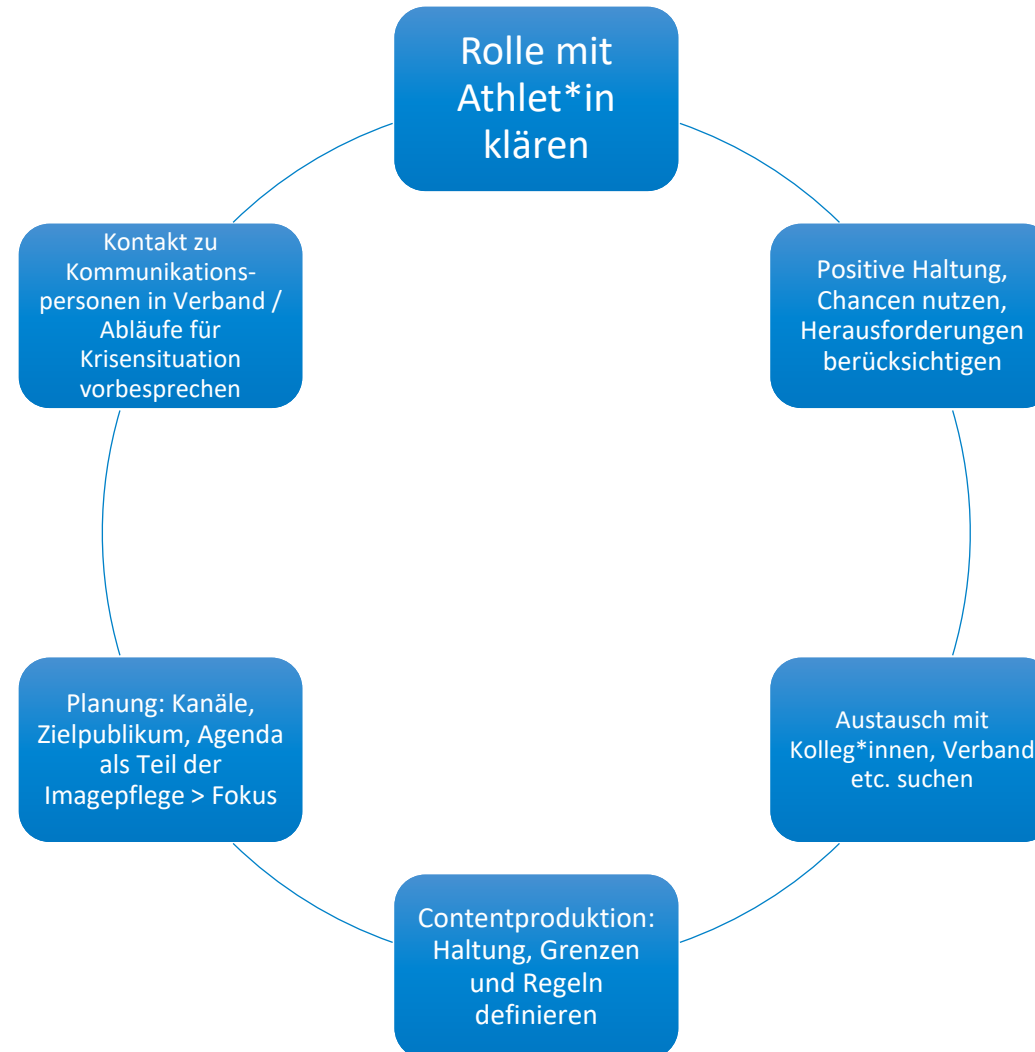 Rolle mit
Athlet*in
klären
Positive Haltung,
Chancen nutzen,
Herausforderungen
berücksichtigen
Austausch mit
Kolleg*innen, Verband
etc. suchen
Contentproduktion:
Haltung, Grenzen
und Regeln
definieren
Planung: Kanäle,
Zielpublikum, Agenda
als Teil der
Imagepflege > Fokus
Kontakt zu
Kommunikations-
personen in Verband /
Abläufe für
Krisensituation
vorbesprechen